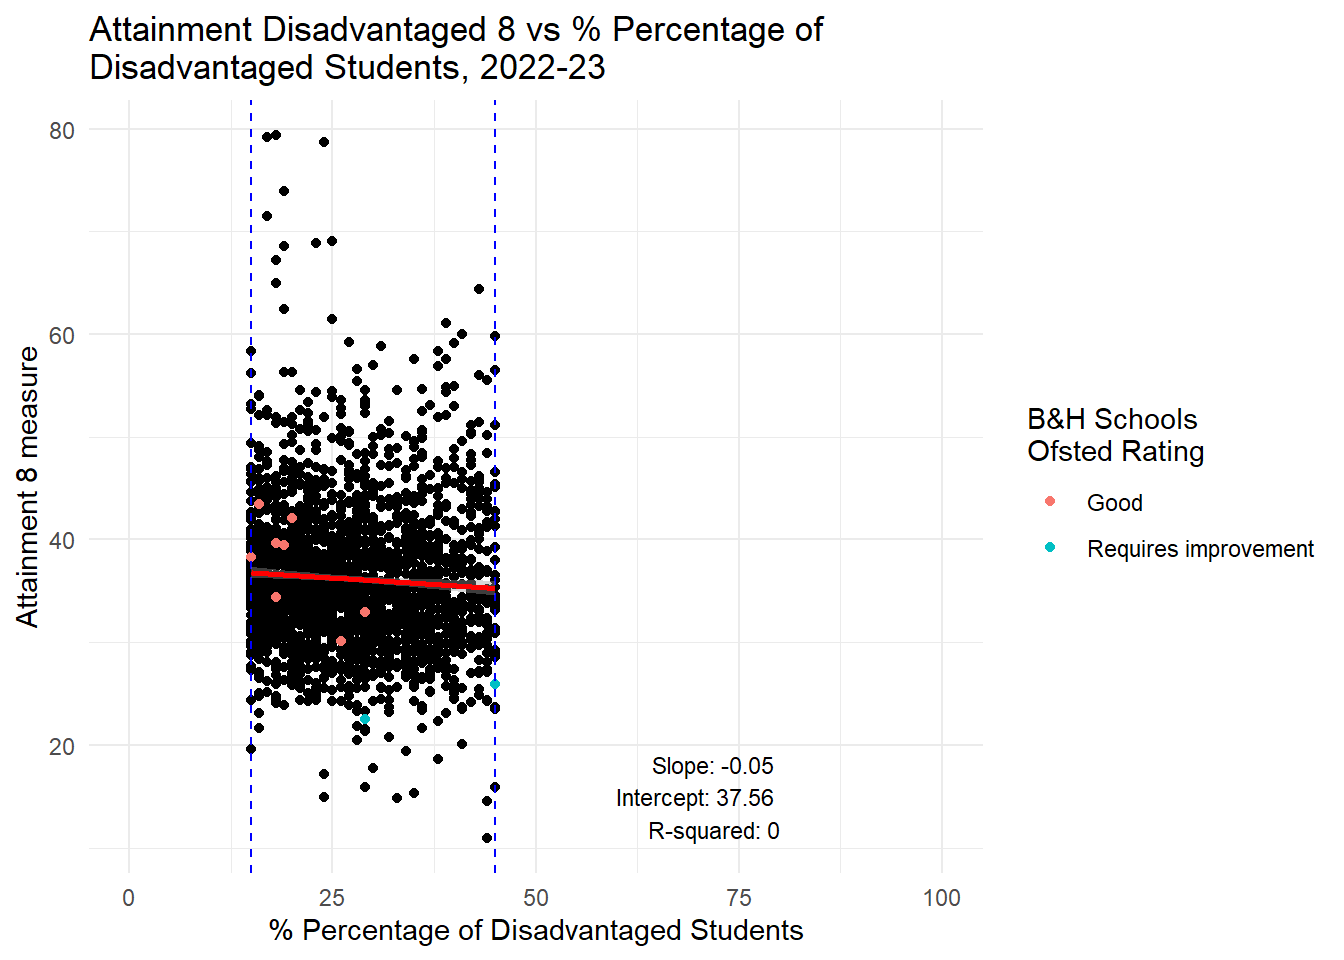 Attainment Disadvantaged 8 vs % Percentage of
Disadvantaged Students, 2022-23
80
60
40
20
Attainment 8 measure
0
25
50
75
100
% Percentage of Disadvantaged Students
Slope: -0.05
Intercept: 37.56
R-squared: 0
B&H Schools
Ofsted Rating
Good
Requires improvement